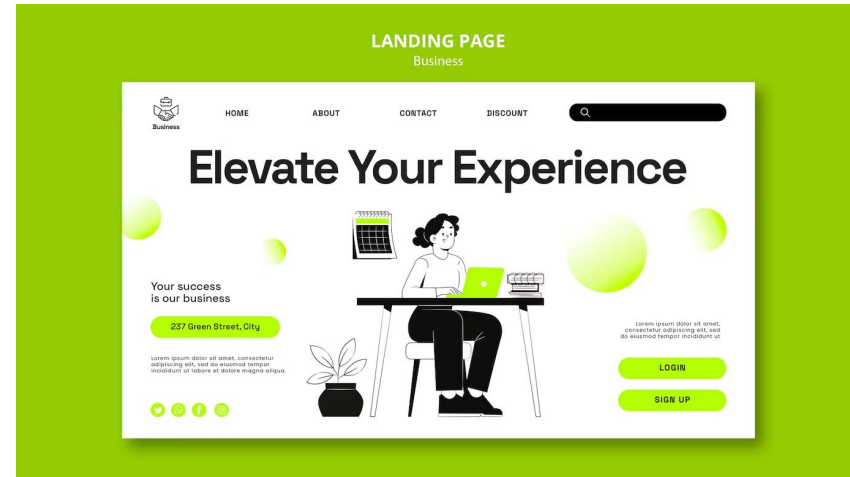 LANDING PAGE
Business
Business
HOME ABOUT CONTACT DISCOUNT
Elevate Your Experience
Your success
is our business
237 Green Street, City
Lorem ipsum dolor sit amet, consectetur
adipiscing elit, sed do eiusmod tempor
incididunt ut labore et dolore magna aliqua.
Lorem ipsum dolor sit amet,
consectetur adipiscing elit, sed
do eiusmod tempor incididunt ut
LOGIN
SIGN UP